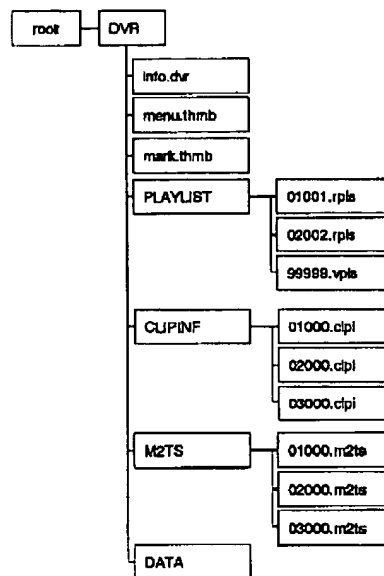 root DVR
info.dvr
menu.thmb
mark.thmb
PLAYLIST 01001.rpls
02002.rpls
99999.vpls
CLIPINF 01000.clpi
02000.clpi
03000.clpi
M2TS 01000.m2ts
02000.m2ts
03000.m2ts
DATA